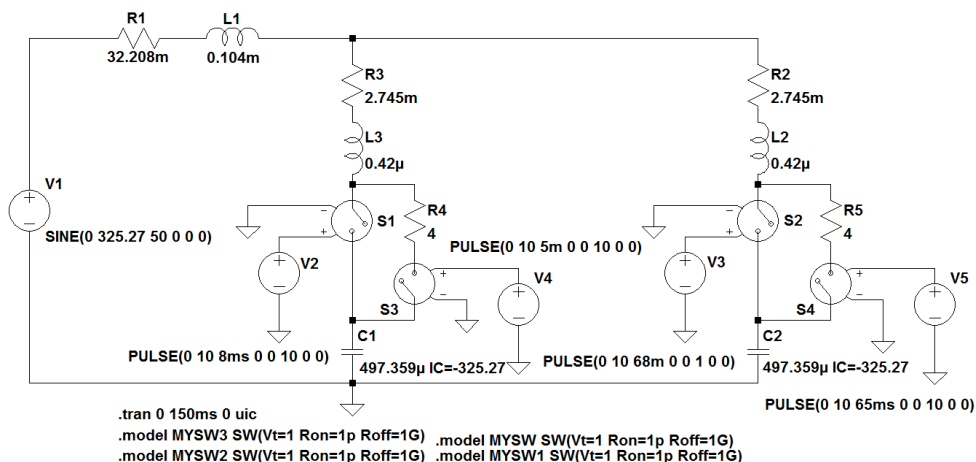 R1
32.208m
L1
0.104m
R3
2.745m
R2
2.745m
L3
0.42µ
L2
0.42µ
V1
SINE(0 325.27 50 0 0 0)
S1
R4
4
S2
R5
4
V2
PULSE(0 10 5m 0 0 10 0 0)
V3
S3
V4
S4
V5
PULSE(0 10 8ms 0 0 10 0 0)
C1
497.359µ IC=-325.27
PULSE(0 10 68m 0 0 1 0 0)
C2
497.359µ IC=-325.27
PULSE(0 10 65ms 0 0 10 0 0)
.tran 0 150ms 0 uic
.model MYSW3 SW(Vt=1 Ron=1p Roff=1G)
.model MYSW SW(Vt=1 Ron=1p Roff=1G)
.model MYSW2 SW(Vt=1 Ron=1p Roff=1G)
.model MYSW1 SW(Vt=1 Ron=1p Roff=1G)